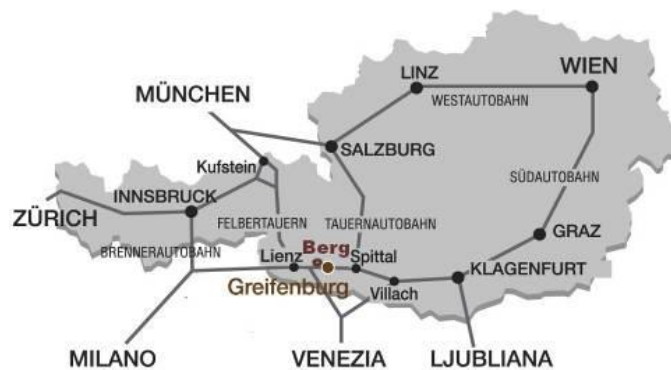 LINZ
WIEN
WESTAUTOBAHN
MÜNCHEN
SALZBURG
Kufstein
SÜDAUTOBAHN
INNSBRUCK
ZÜRICH
FELBERTAUERN
TAUERNAUTOBAHN
GRAZ
BRENNERAUTOBAHN
Berg
Lienz
Spittal
KLAGENFURT
Greifenburg
Villach
MILANO
VENEZIA
LJUBLIANA